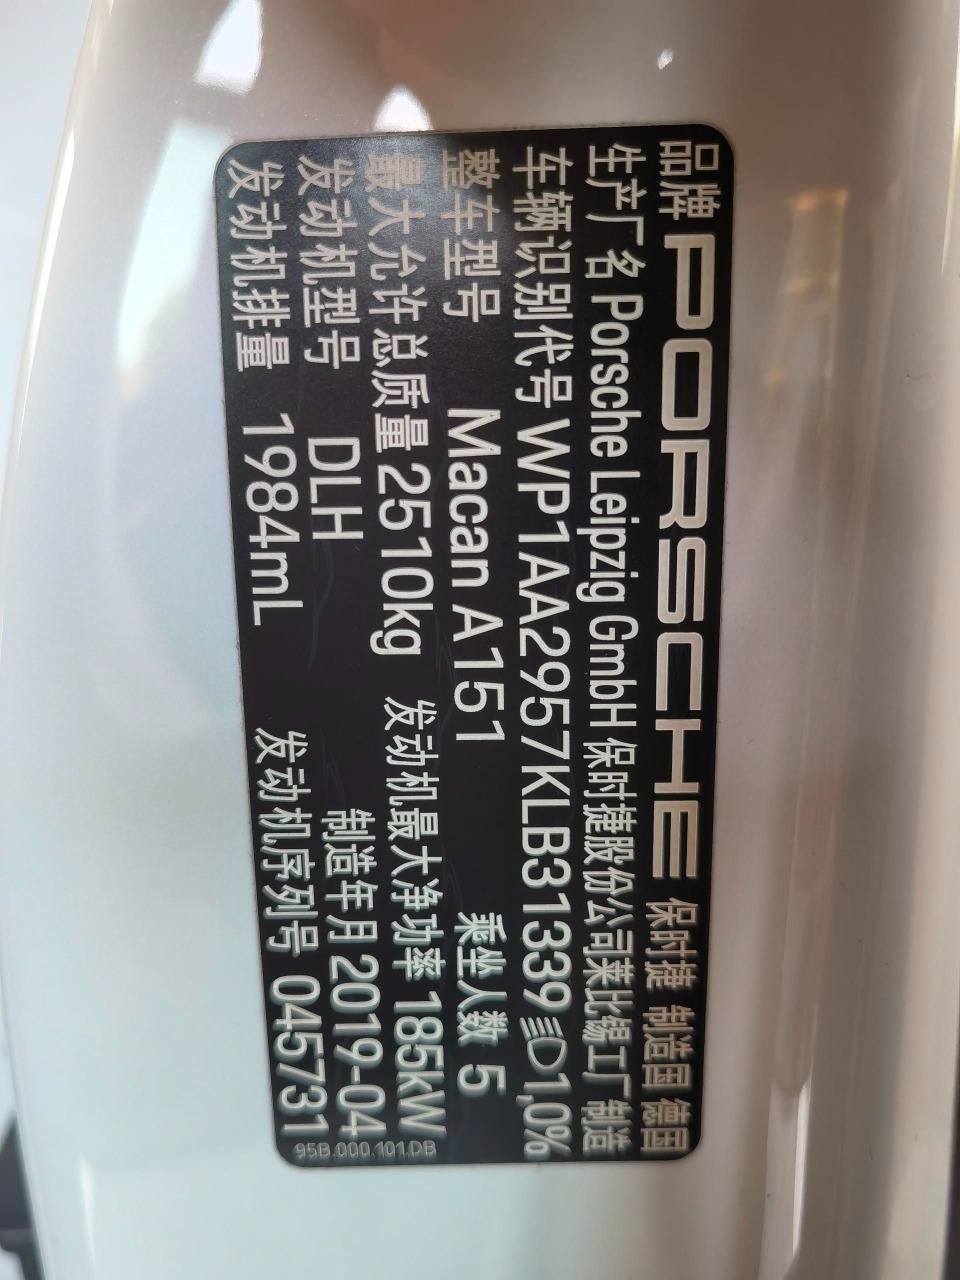 品牌 PORSCHE 保时捷 制造国 德国
生产厂名 Porsche Leipzig GmbH 保时捷股份公司莱比锡工厂 制造
车辆识别代号 WP1AA2957KLB31339 1,0%
整车型号 Macan A151 乘坐人数 5
最大允许总质量 2510kg 发动机最大净功率 185kW
发动机型号 DLH 制造年月 2019-04
发动机排量 1984mL 发动机序列号 045731
95B.000.101.DB